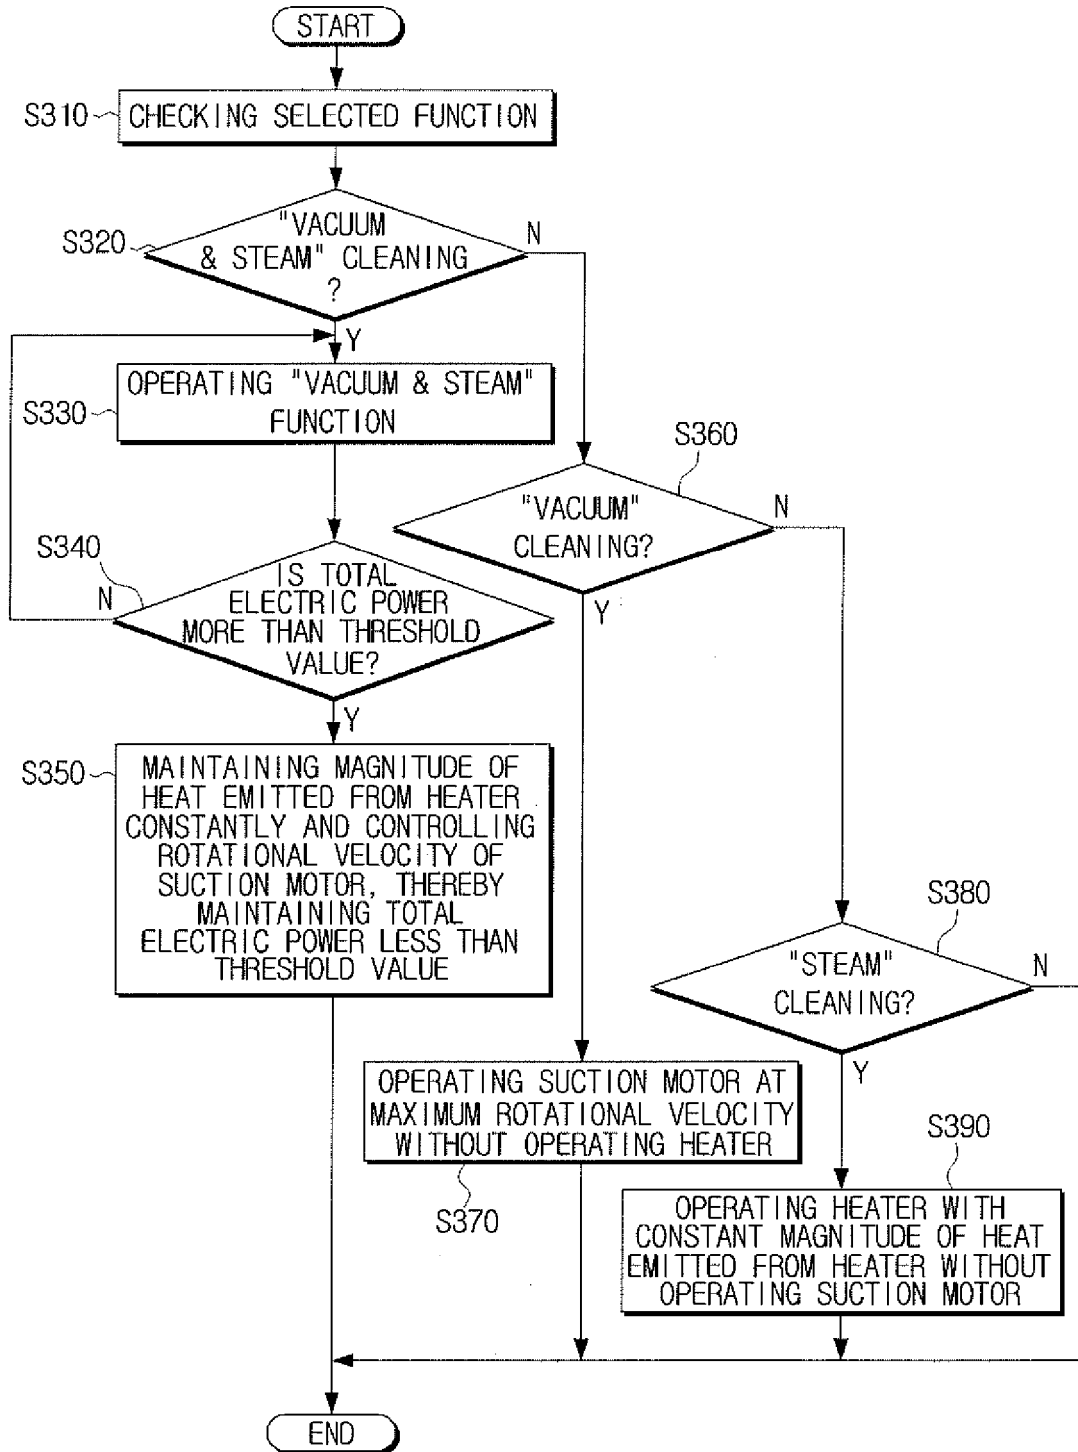 START
S310
CHECKING SELECTED FUNCTION
S320
"VACUUM
& STEAM" CLEANING
?
N
Y
S330
OPERATING "VACUUM & STEAM"
FUNCTION
S340
IS TOTAL
ELECTRIC POWER
MORE THAN THRESHOLD
VALUE?
N
Y
S350
MAINTAINING MAGNITUDE OF
HEAT EMITTED FROM HEATER
CONSTANTLY AND CONTROLLING
ROTATIONAL VELOCITY OF
SUCTION MOTOR, THEREBY
MAINTAINING TOTAL
ELECTRIC POWER LESS THAN
THRESHOLD VALUE
S360
"VACUUM"
CLEANING?
N
Y
OPERATING SUCTION MOTOR AT
MAXIMUM ROTATIONAL VELOCITY
WITHOUT OPERATING HEATER
S370
S380
"STEAM"
CLEANING?
N
Y
S390
OPERATING HEATER WITH
CONSTANT MAGNITUDE OF HEAT
EMITTED FROM HEATER WITHOUT
OPERATING SUCTION MOTOR
END